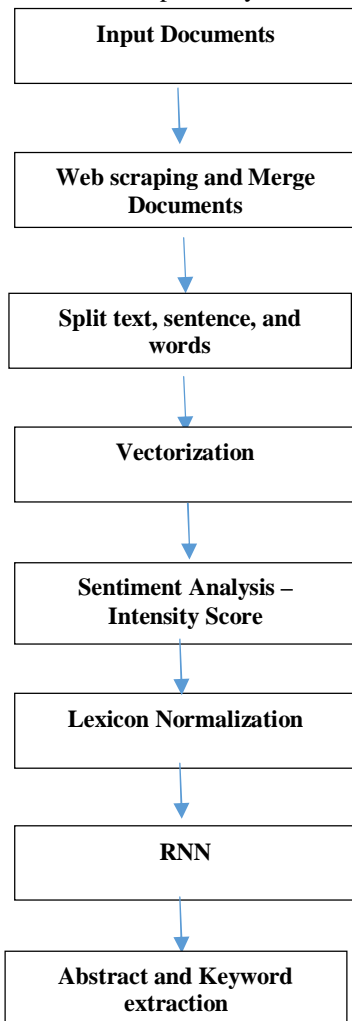 Input Documents
Web scraping and Merge
Documents
Split text, sentence, and
words
Vectorization
Sentiment Analysis –
Intensity Score
Lexicon Normalization
RNN
Abstract and Keyword
extraction